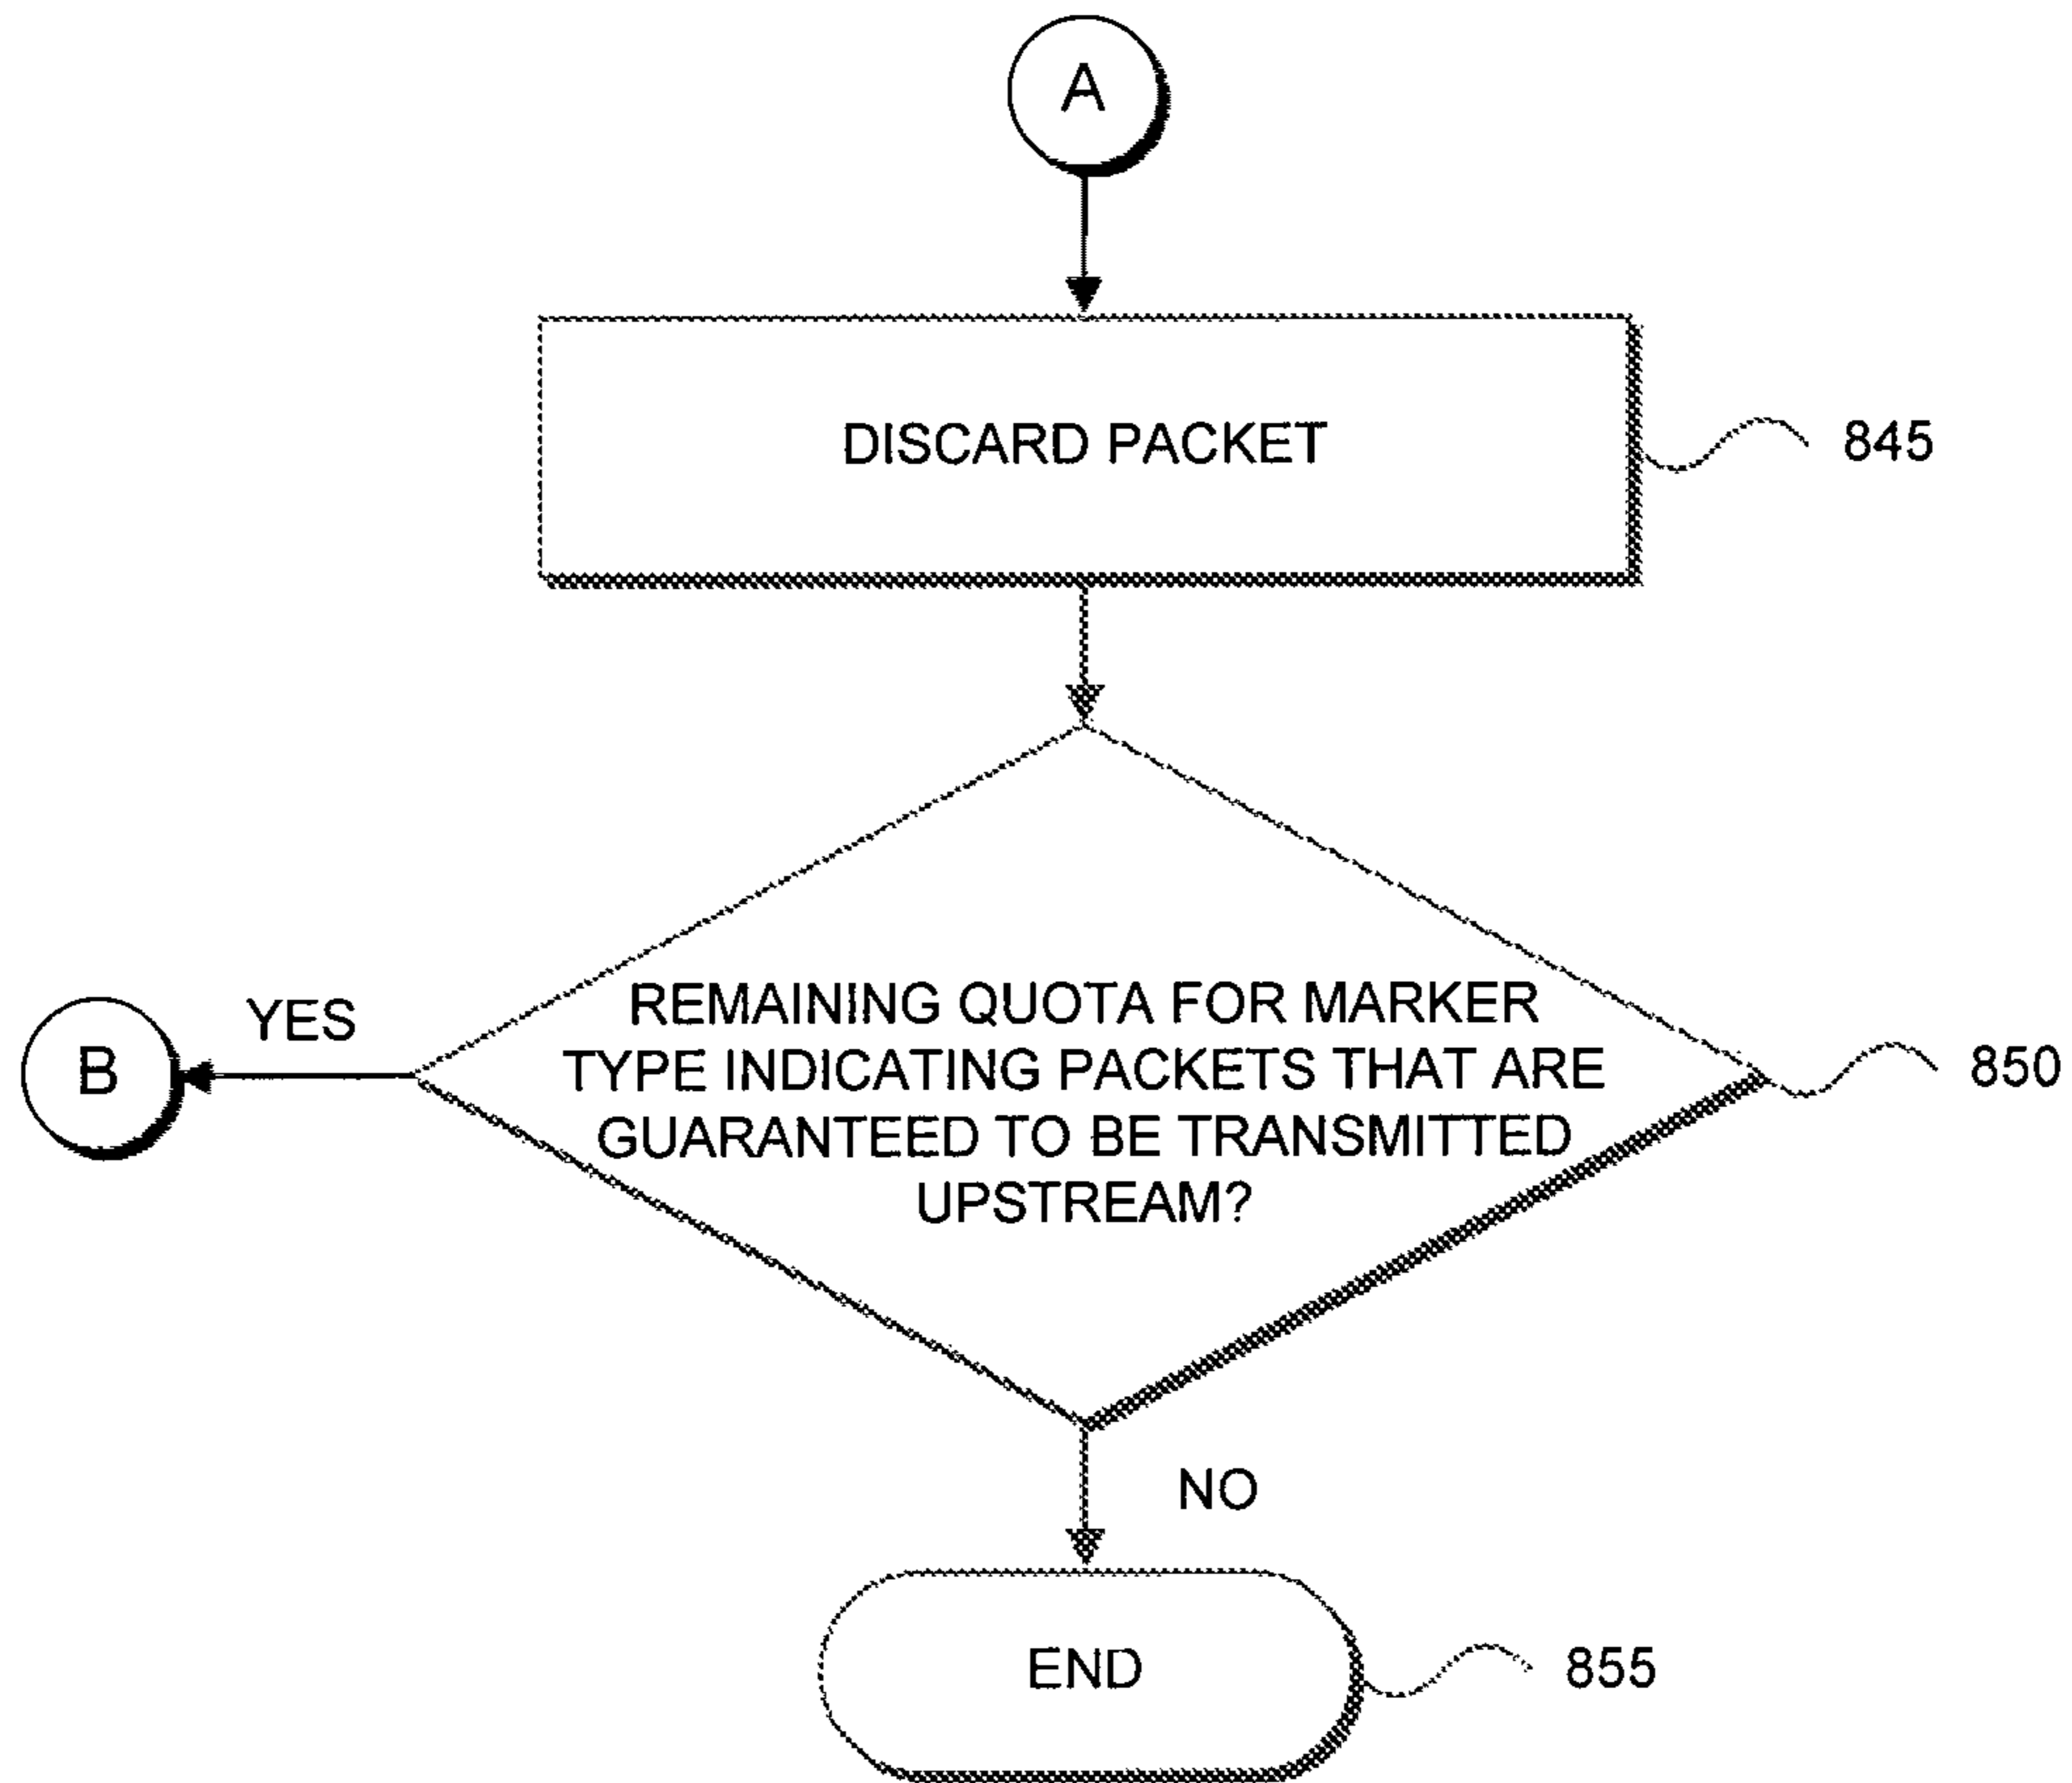 A
DISCARD PACKET
845
REMAINING QUOTA FOR MARKER
TYPE INDICATING PACKETS THAT ARE
GUARANTEED TO BE TRANSMITTED
UPSTREAM?
850
YES
B
NO
END
855